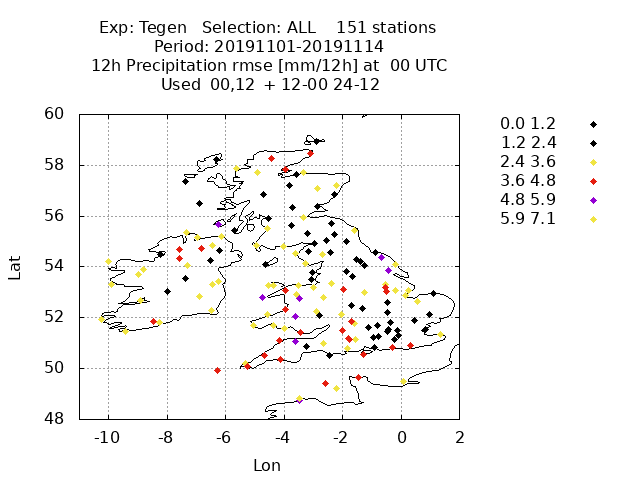 Exp: Tegen   Selection: ALL    151 stations
Period: 20191101-20191114
12h Precipitation rmse [mm/12h] at  00 UTC
Used  00,12  + 12-00 24-12
60
58
56
54
52
50
48
Lat
-10 -8 -6 -4 -2 0 2
Lon
0.0 1.2
1.2 2.4
2.4 3.6
3.6 4.8
4.8 5.9
5.9 7.1